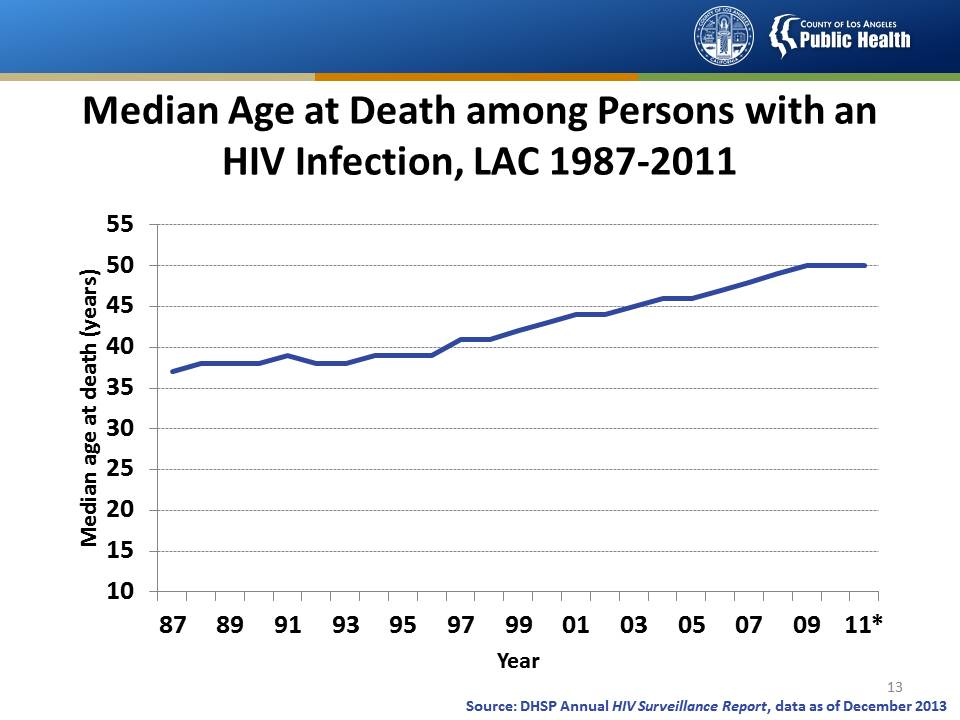 COUNTY OF LOS ANGELES
Public Health
Median Age at Death among Persons with an
HIV Infection, LAC 1987-2011
Median age at death (years)
55
50
45
40
35
30
25
20
15
10
87 89 91 93 95 97 99 01 03 05 07 09 11*
Year
13
Source: DHSP Annual HIV Surveillance Report, data as of December 2013